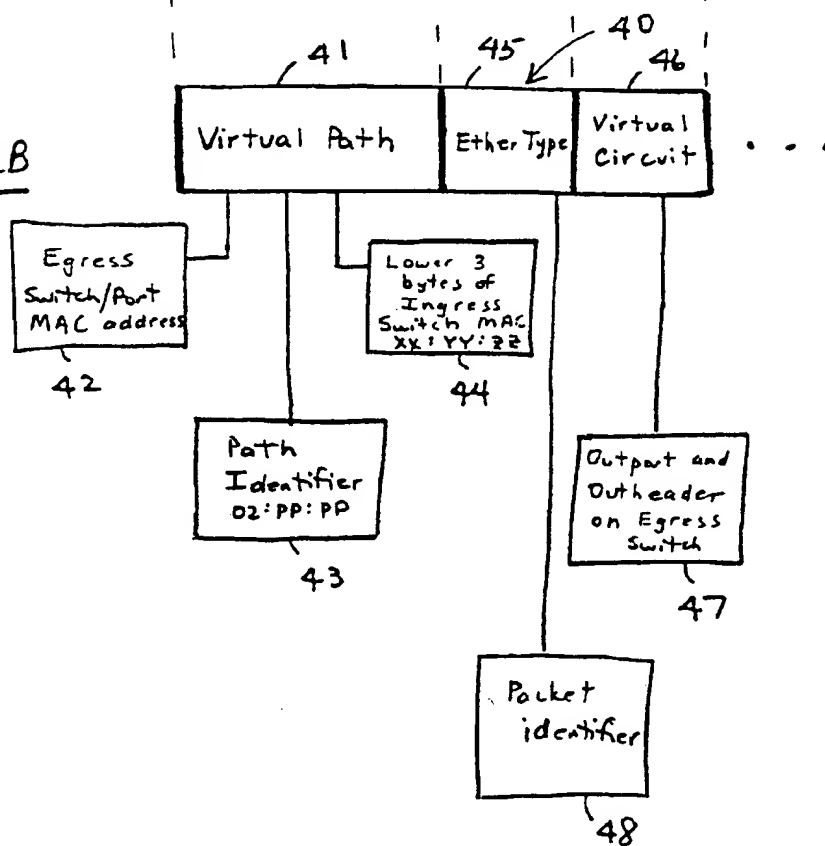 41
45
40
46
Virtual Path
EtherType
Virtual
Circuit
. . .
Egress
Switch/Port
MAC address
42
Lower 3
bytes of
Ingress
Switch MAC
XX:YY:ZZ
44
Path
Identifier
02:PP:PP
43
Outport and
Outheader
on Egress
Switch
47
Packet
identifier
48